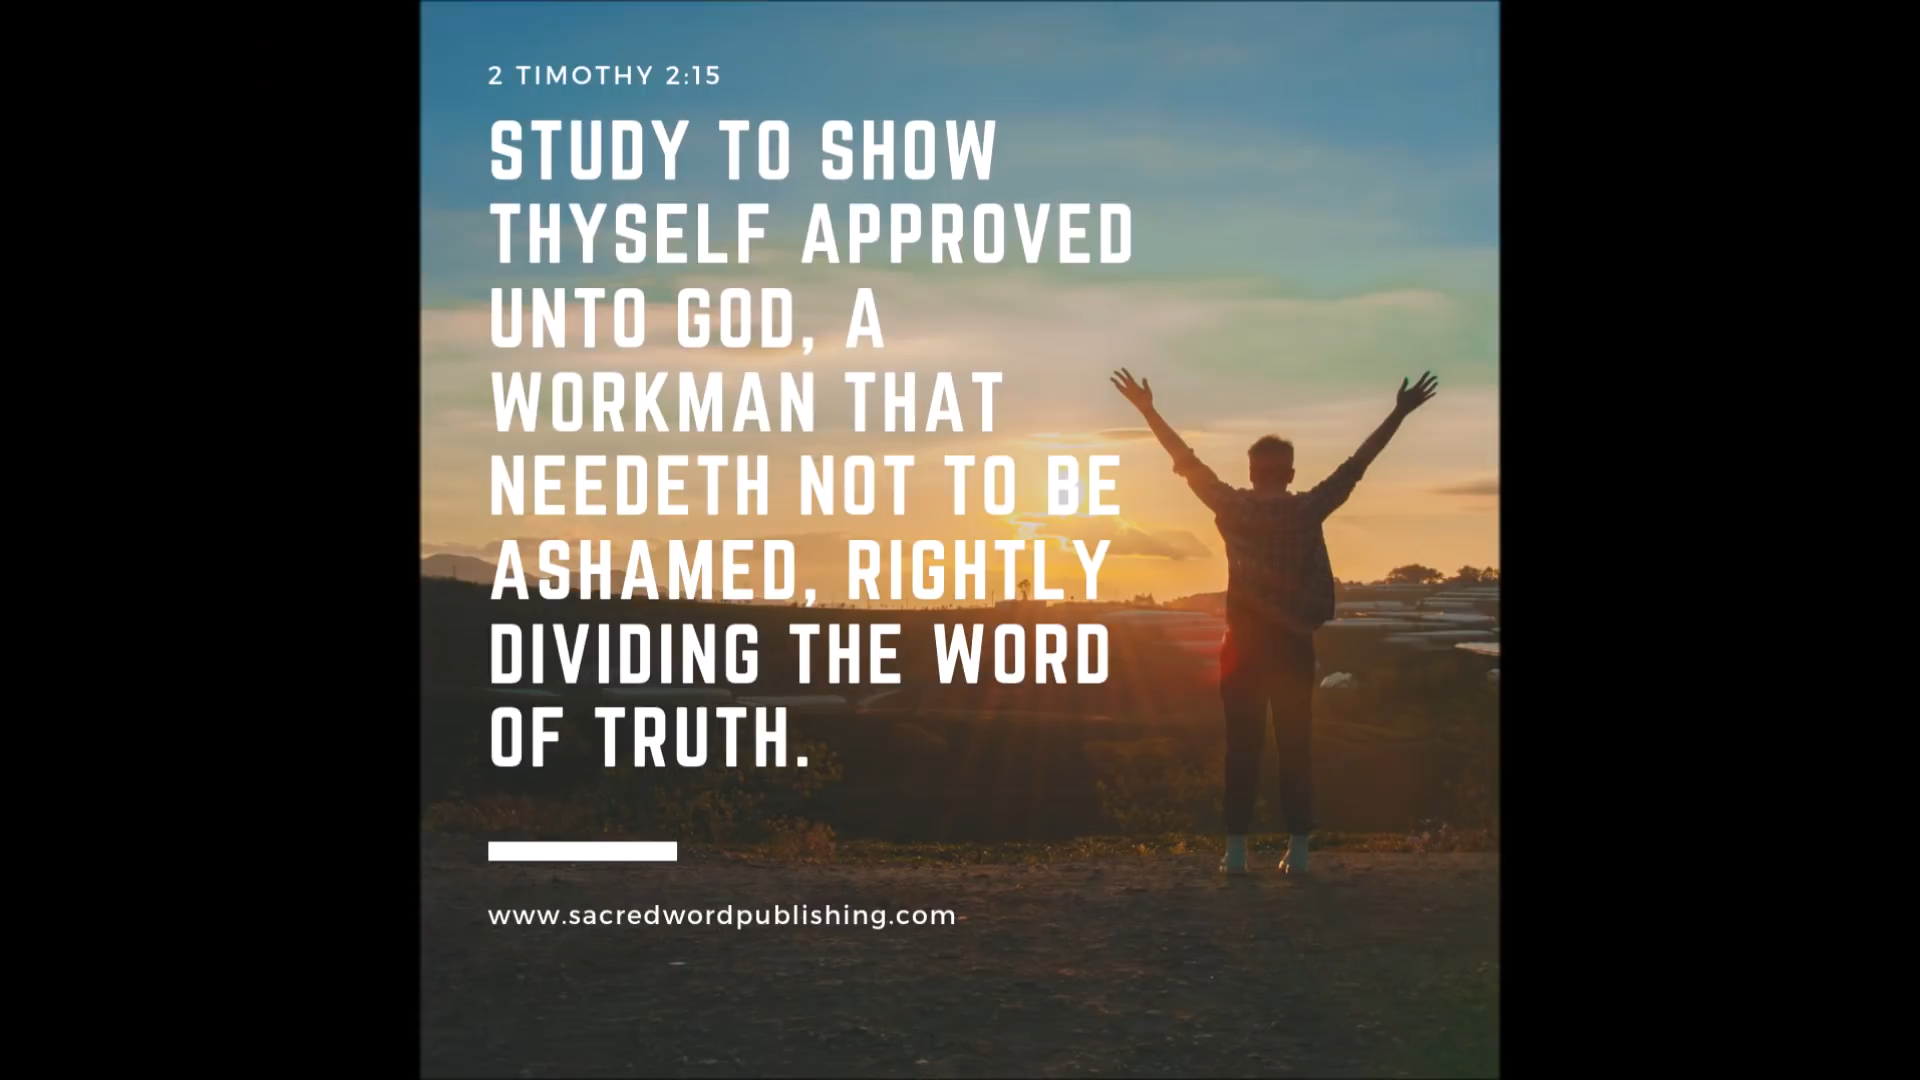 2 TIMOTHY 2:15
STUDY TO SHOW
THYSELF APPROVED
UNTO GOD, A
WORKMAN THAT
NEEDETH NOT TO BE
ASHAMED, RIGHTLY
DIVIDING THE WORD
OF TRUTH.
www.sacredwordpublishing.com